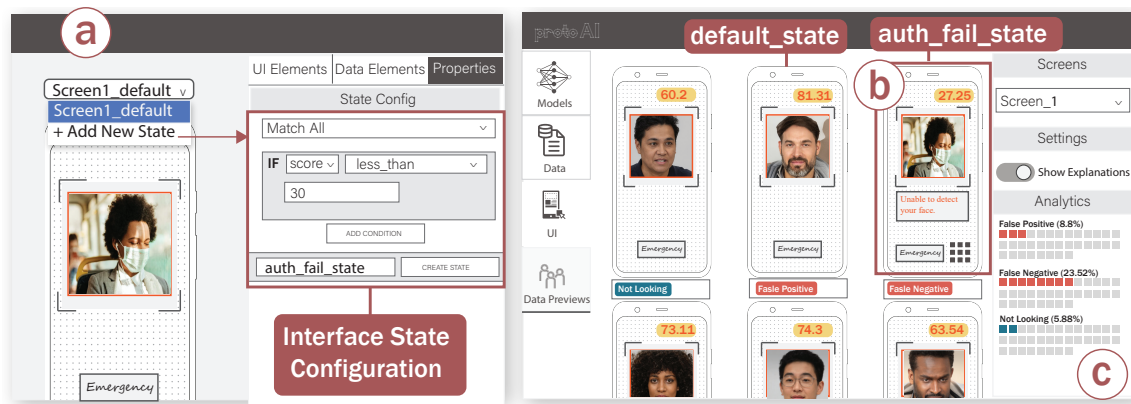 a
Screen1_default
Screen1_default
+ Add New State
Emergency
UI Elements
Data Elements
Properties
State Config
Match All
IF
score
less_than
30
ADD CONDITION
auth_fail_state
CREATE STATE
Interface State
Configuration
proto AI
default_state
auth_fail_state
Models
Data
UI
Data Previews
60.2
Emergency
Not Looking
81.31
Emergency
Fasle Positive
b
27.25
Unable to detect
your face.
Emergency
Fasle Negative
73.11
74.3
63.54
Screens
Screen_1
Settings
Show Explanations
Analytics
False Positive (8.8%)
False Negative (23.52%)
Not Looking (5.88%)
c